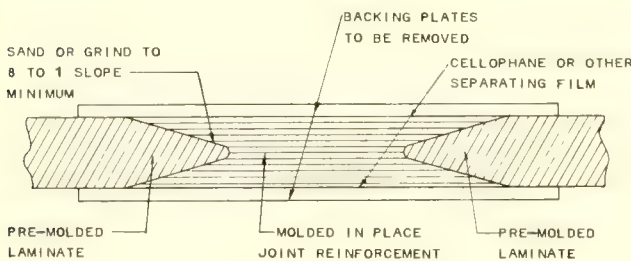 BACKING PLATES
TO BE REMOVED
SAND OR GRIND TO
8 TO 1 SLOPE
MINIMUM
CELLOPHANE OR OTHER
SEPARATING FILM
PRE-MOLDED
LAMINATE
MOLDED IN PLACE
JOINT REINFORCEMENT
PRE-MOLDED
LAMINATE